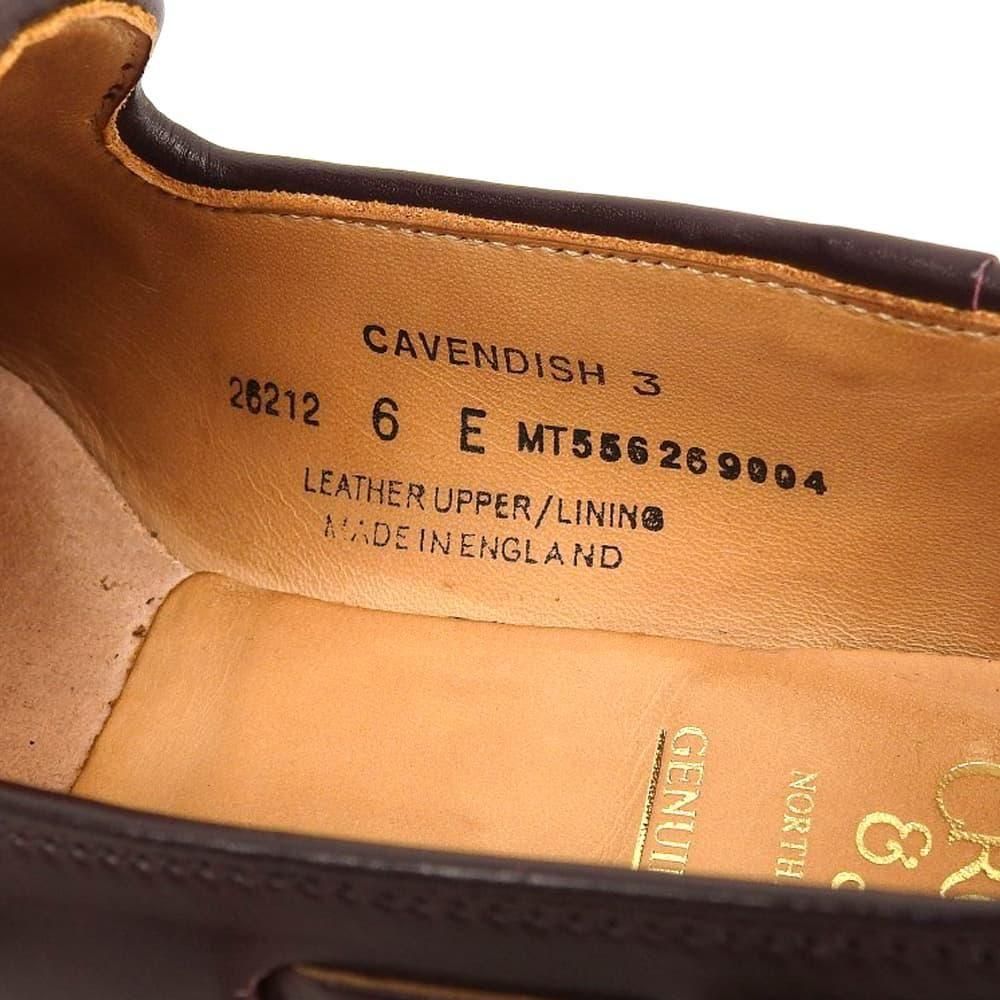 CAVENDISH 3
26212 6 E MT556269004
LEATHER UPPER/LINING
MADE IN ENGLAND
&